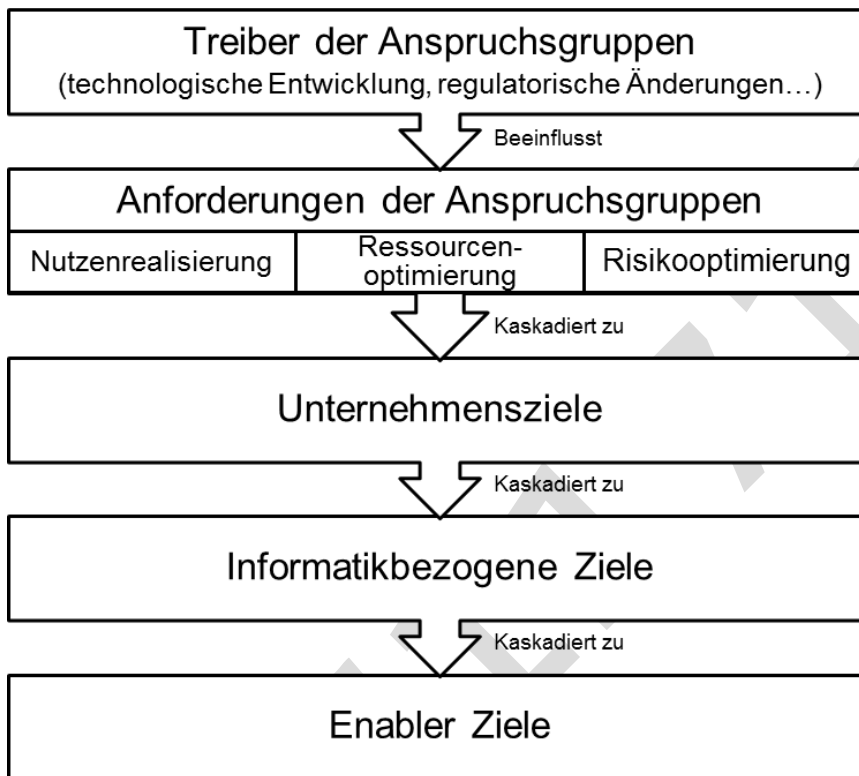 Treiber der Anspruchsgruppen
(technologische Entwicklung, regulatorische Änderungen…)
Beeinflusst
Anforderungen der Anspruchsgruppen
Nutzenrealisierung
Ressourcen-
optimierung
Risikooptimierung
Kaskadiert zu
Unternehmensziele
Kaskadiert zu
Informatikbezogene Ziele
Kaskadiert zu
Enabler Ziele